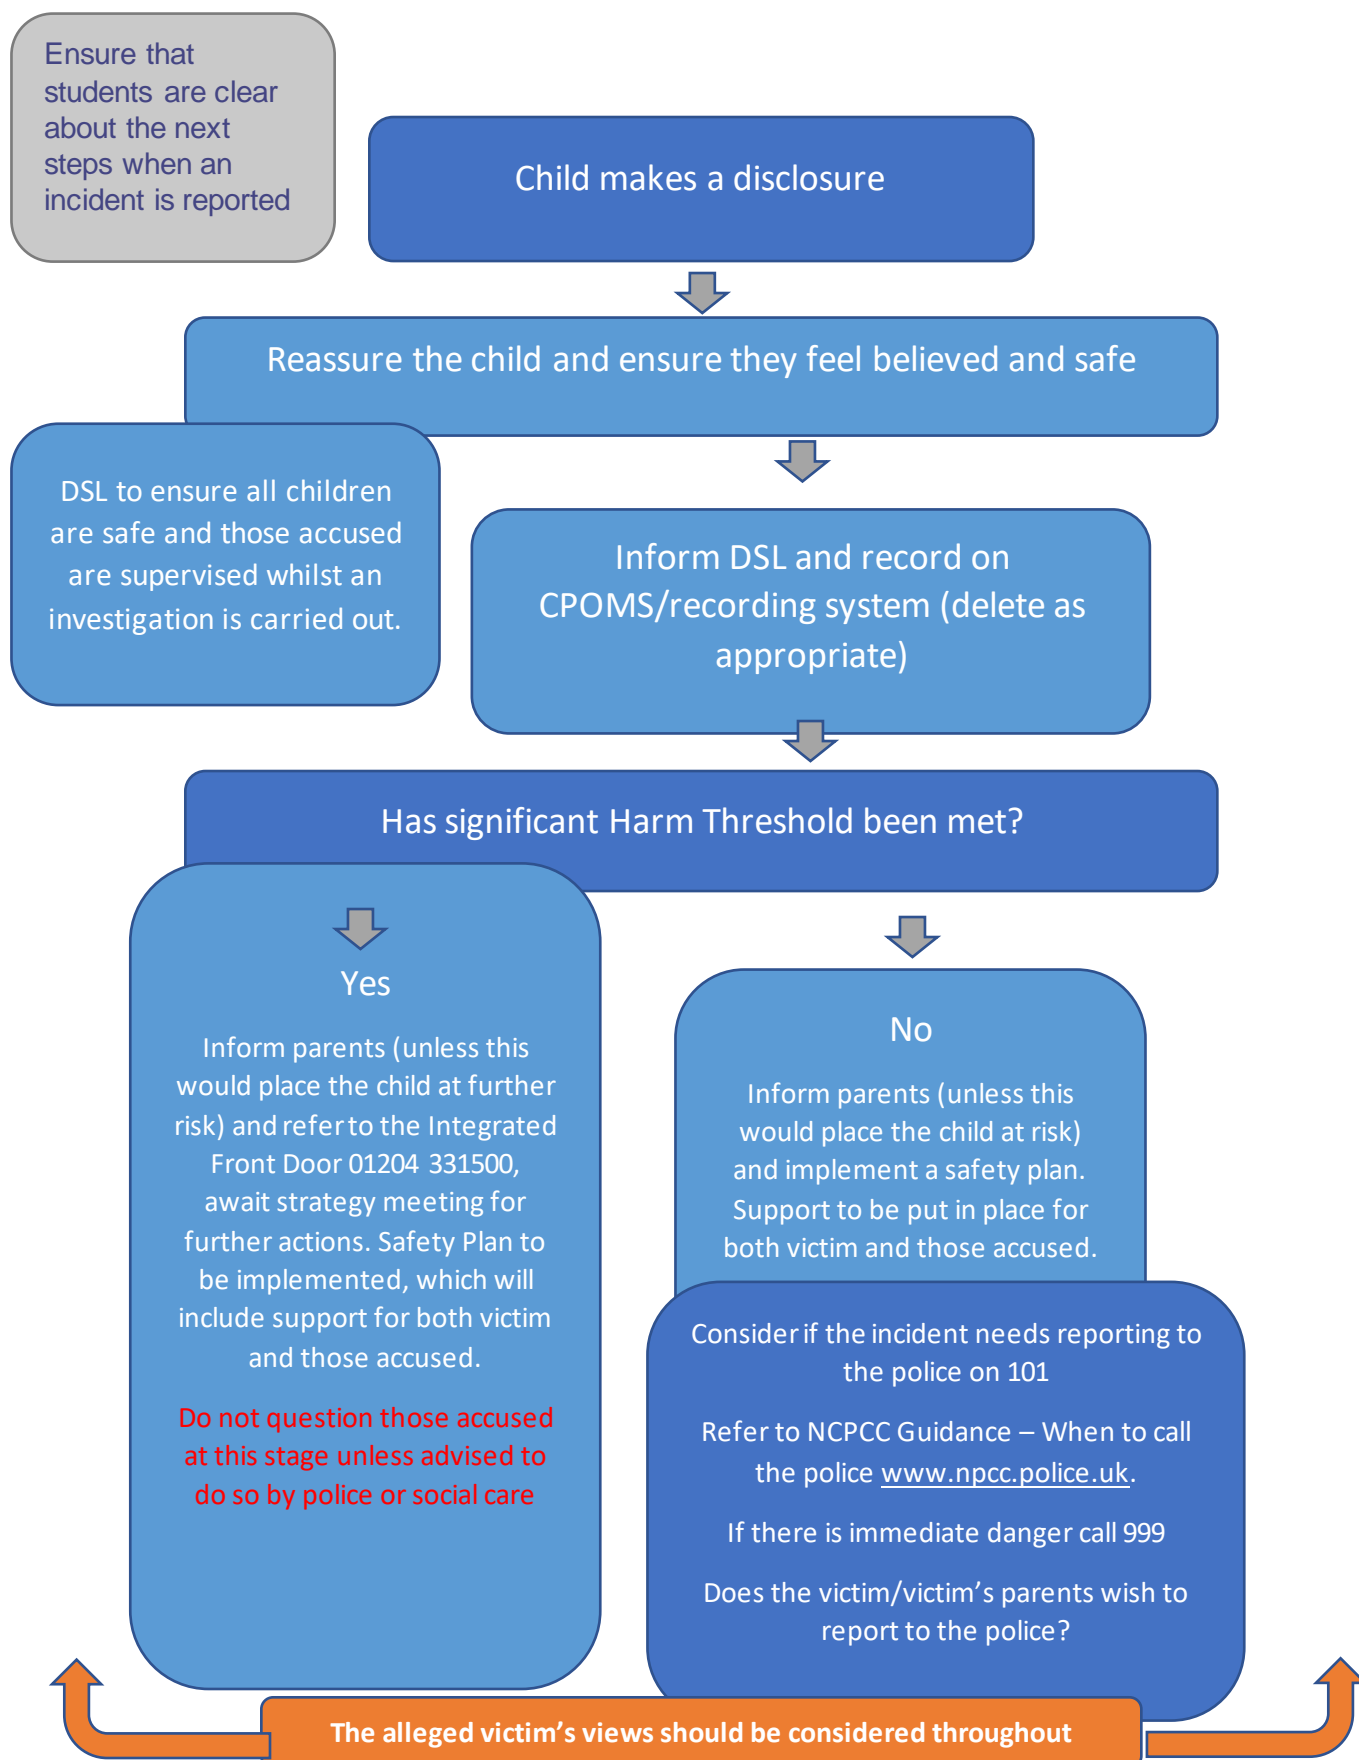 Ensure that
students are clear
about the next
steps when an
incident is reported
Child makes a disclosure
Reassure the child and ensure they feel believed and safe
DSL to ensure all children
are safe and those accused
are supervised whilst an
investigation is carried out.
Inform DSL and record on
CPOMS/recording system (delete as
appropriate)
Has significant Harm Threshold been met?
Yes
Inform parents (unless this
would place the child at further
risk) and refer to the Integrated
Front Door 01204 331500,
await strategy meeting for
further actions. Safety Plan to
be implemented, which will
include support for both victim
and those accused.
Do not question those accused
at this stage unless advised to
do so by police or social care
No
Inform parents (unless this
would place the child at risk)
and implement a safety plan.
Support to be put in place for
both victim and those accused.
Consider if the incident needs reporting to
the police on 101
Refer to NCPCC Guidance – When to call
the police www.npcc.police.uk.
If there is immediate danger call 999
Does the victim/victim’s parents wish to
report to the police?
The alleged victim’s views should be considered throughout